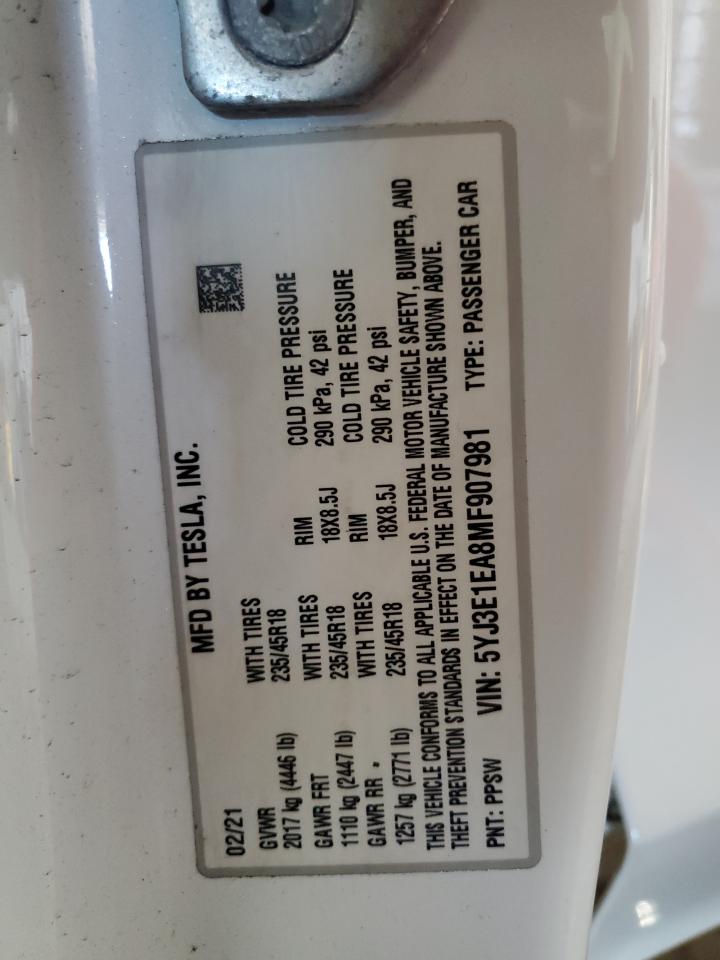 MFD BY TESLA, INC.
02/21
GVWR WITH TIRES RIM COLD TIRE PRESSURE
2017 kg (4446 lb) 235/45R18 18X8.5J 290 kPa, 42 psi
GAWR FRT WITH TIRES RIM COLD TIRE PRESSURE
1110 kg (2447 lb) 235/45R18 18X8.5J 290 kPa, 42 psi
GAWR RR WITH TIRES
1257 kg (2771 lb) 235/45R18
THIS VEHICLE CONFORMS TO ALL APPLICABLE U.S. FEDERAL MOTOR VEHICLE SAFETY, BUMPER, AND
THEFT PREVENTION STANDARDS IN EFFECT ON THE DATE OF MANUFACTURE SHOWN ABOVE.
PNT: PPSW VIN: 5YJ3E1EA8MF907981 TYPE: PASSENGER CAR